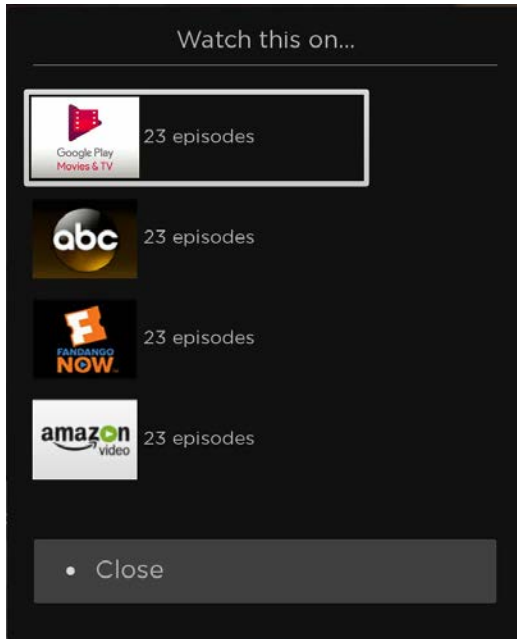 Watch this on...
Google Play
Movies & TV
23 episodes
abc
23 episodes
FANDANGO
NOW
23 episodes
amazon
video
23 episodes
Close